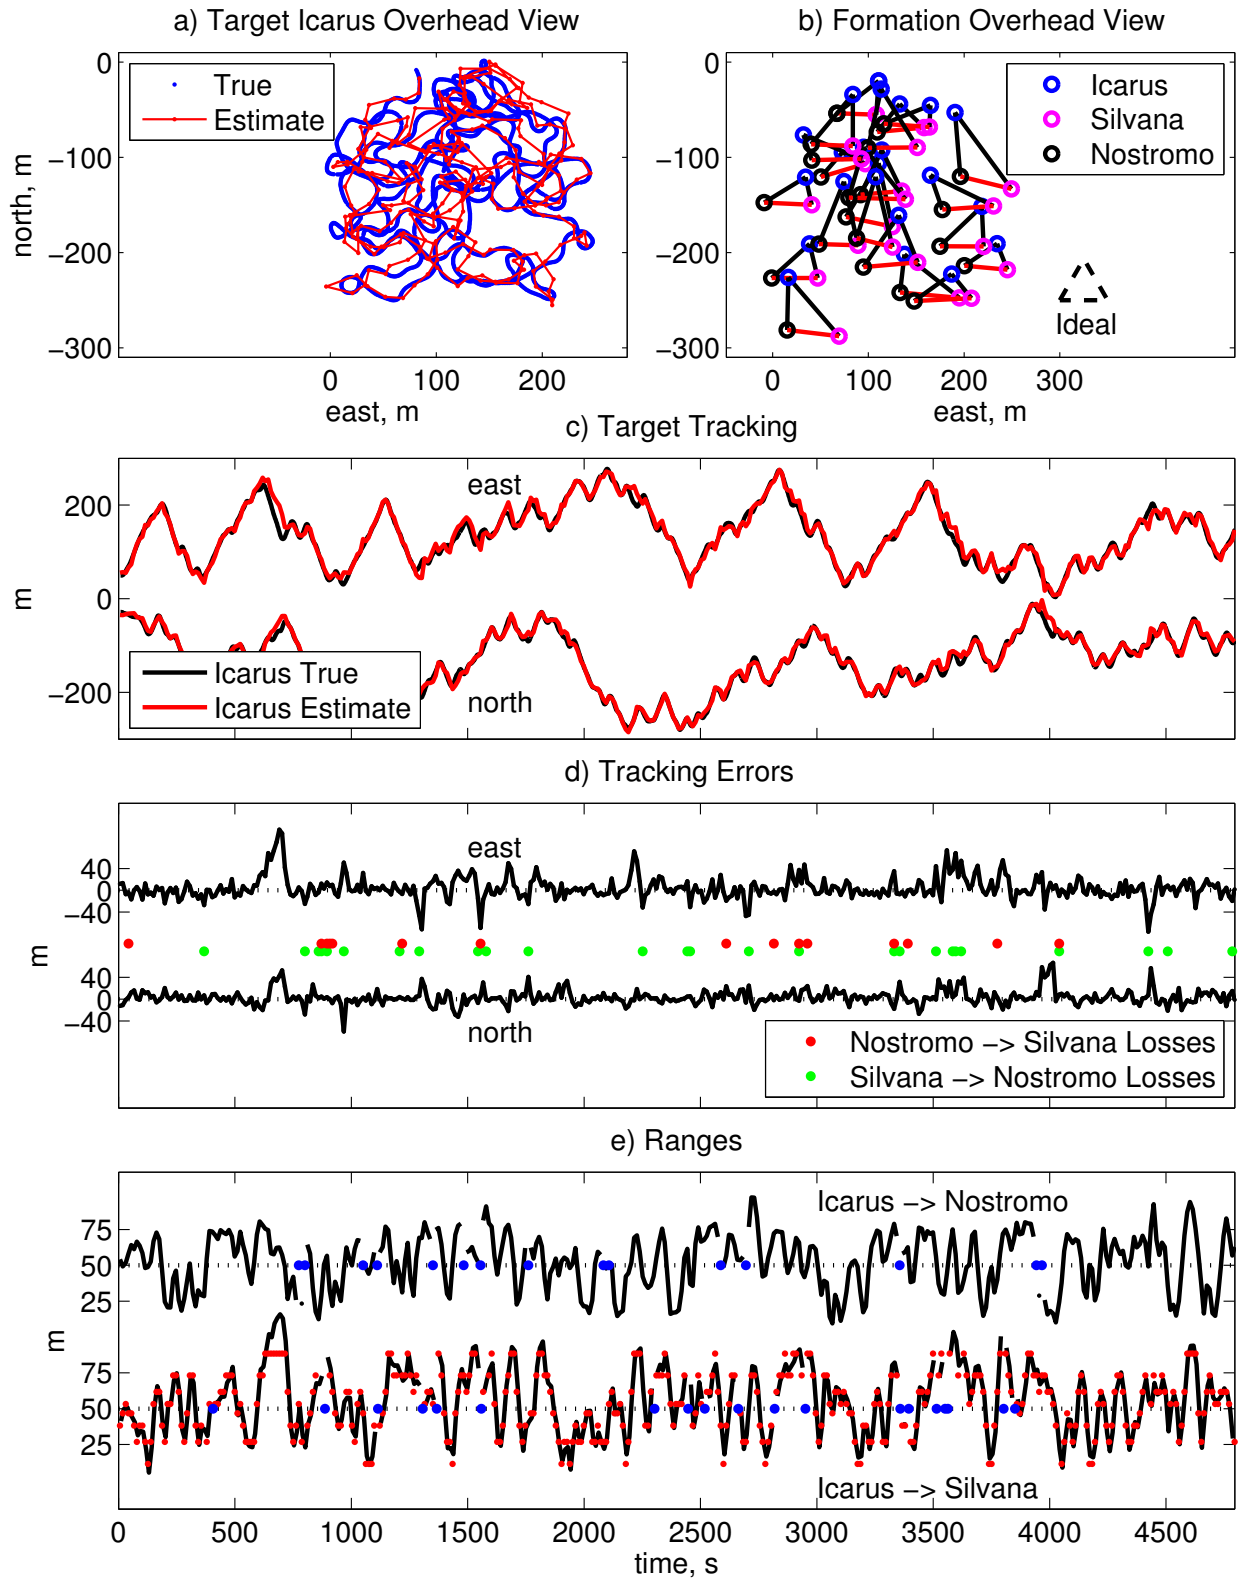 a) Target Icarus Overhead View
b) Formation Overhead View
0
−100
−200
−300
north, m
True
Estimate
0 100 200
east, m
0
−100
−200
−300
Icarus
Silvana
Nostromo
Ideal
0 100 200 300
east, m
c) Target Tracking
200
0
−200
m
east
north
Icarus True
Icarus Estimate
d) Tracking Errors
40
0
−40
east
m
40
0
−40
north
Nostromo −> Silvana Losses
Silvana −> Nostromo Losses
e) Ranges
Icarus −> Nostromo
75
50
25
m
75
50
25
Icarus −> Silvana
0 500 1000 1500 2000 2500 3000 3500 4000 4500
time, s